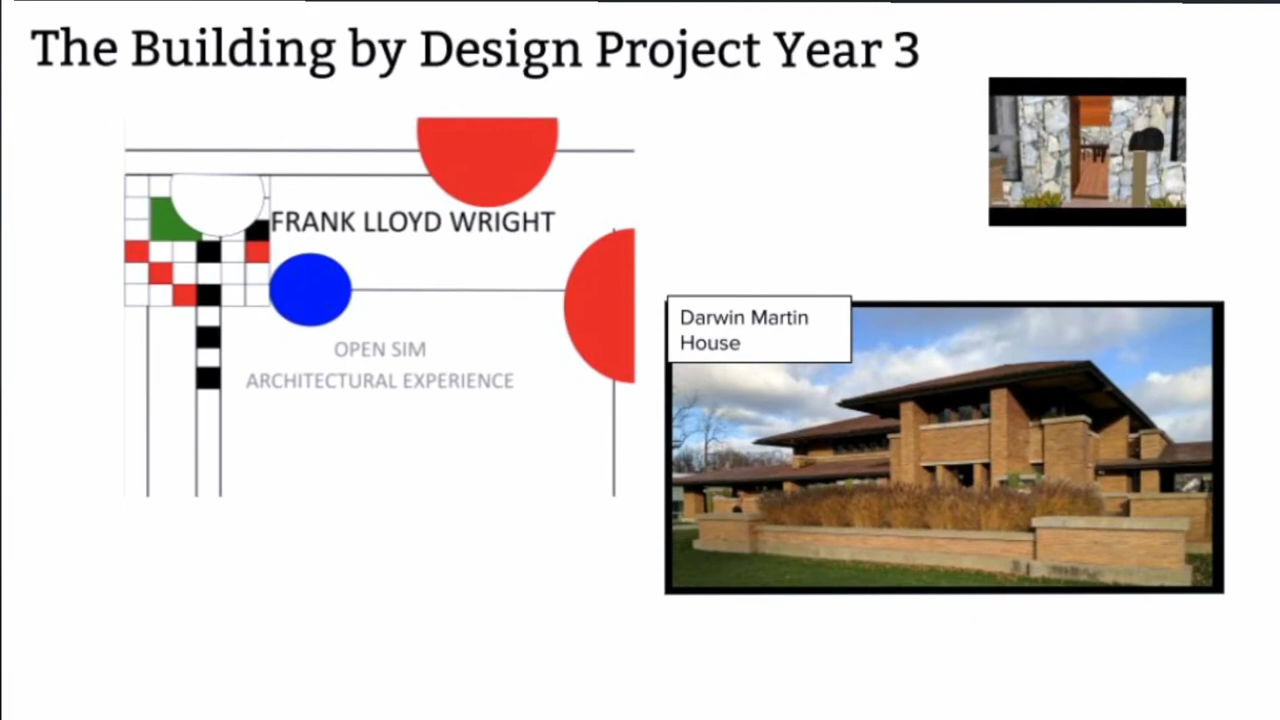 The Building by Design Project Year 3
FRANK LLOYD WRIGHT
OPEN SIM
ARCHITECTURAL EXPERIENCE
Darwin Martin
House